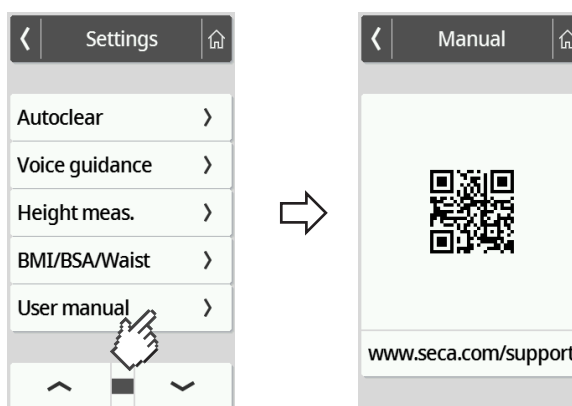 Settings
Autoclear
Voice guidance
Height meas.
BMI/BSA/Waist
User manual
Manual
www.seca.com/support